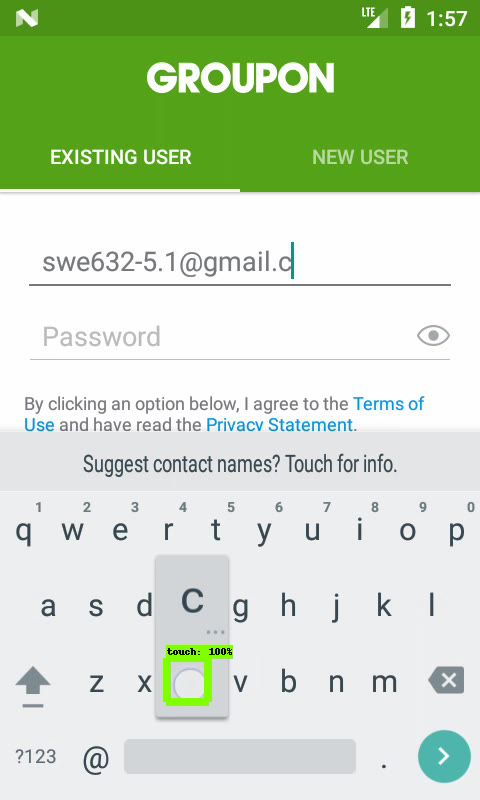 LTE 1:57
GROUPON
EXISTING USER NEW USER
swe632-5.1@gmail.c
Password
By clicking an option below, I agree to the Terms of
Use and have read the Privacy Statement.
Suggest contact names? Touch for info.
1 2 3 4 5 6 7 8 9 0
q w e r t y u i o p
a s d g h j k l
C
...
touch: 100%
z x v b n m
?123 @ .